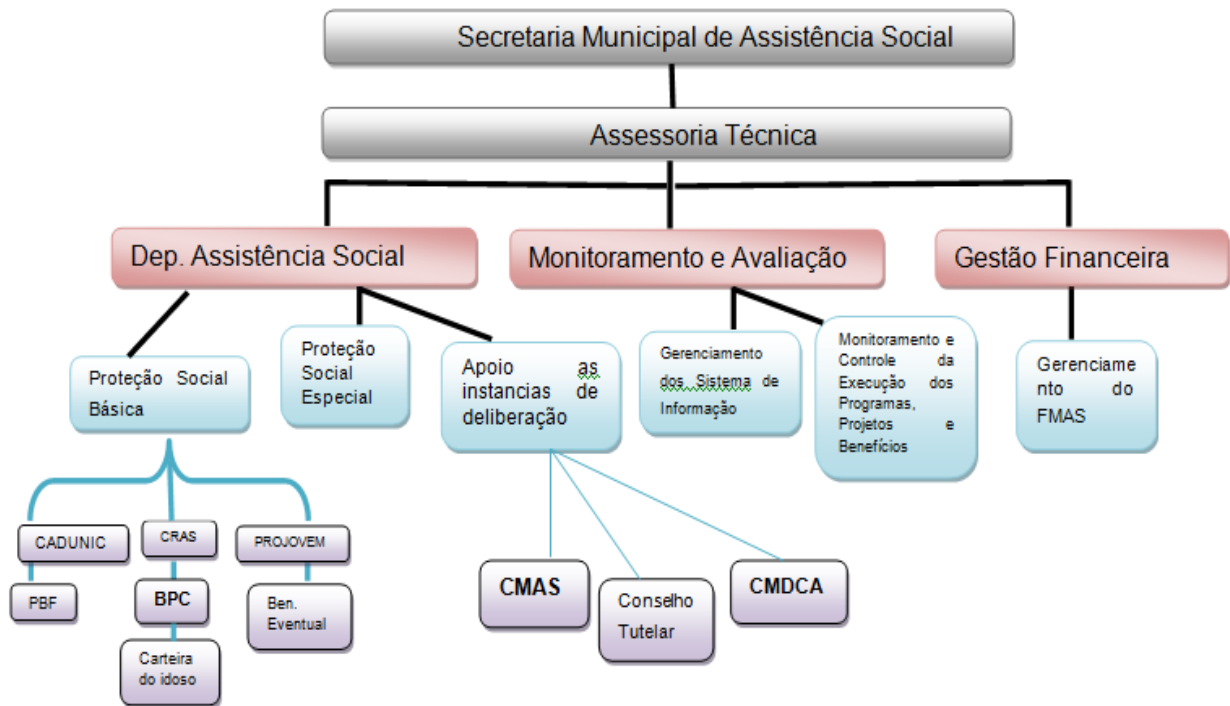 Secretaria Municipal de Assistência Social
Assessoria Técnica
Dep. Assistência Social
Monitoramento e Avaliação
Gestão Financeira
Proteção Social
Básica
Proteção
Social
Especial
Apoio as
instancias de
deliberação
Gerenciamento
dos Sistema de
Informação
Monitoramento e
Controle da
Execução dos
Programas,
Projetos e
Benefícios
Gerenciame
nto do
FMAS
CADUNIC
CRAS
PROJOVEM
PBF
BPC
Ben.
Eventual
Carteira
do idoso
CMAS
Conselho
Tutelar
CMDCA